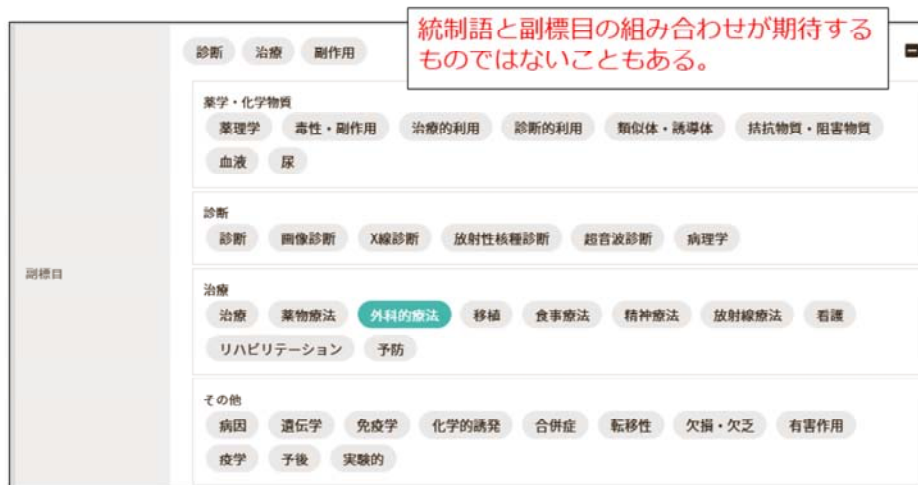 統制語と副標目の組み合わせが期待する
ものではないこともある。
診断 治療 副作用
薬学・化学物質
薬理学 毒性・副作用 治療的利用 診断的利用 類似体・誘導体 拮抗物質・阻害物質
血液 尿
診断
診断 画像診断 X線診断 放射性核種診断 超音波診断 病理学
副標目
治療
治療 薬物療法 外科的療法 移植 食事療法 精神療法 放射線療法 看護
リハビリテーション 予防
その他
病因 遺伝学 免疫学 化学的誘発 合併症 転移性 欠損・欠乏 有害作用
疫学 予後 実験的